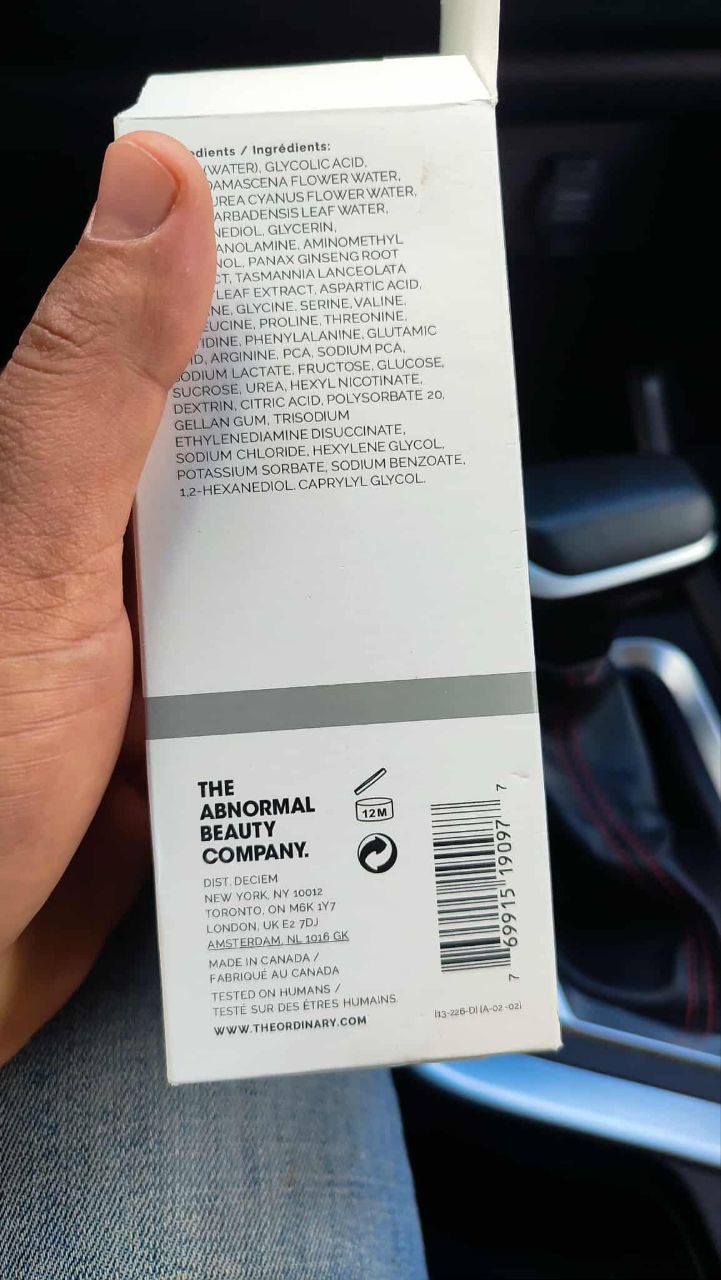 edients / Ingrédients:
(WATER), GLYCOLIC ACID,
DAMASCENA FLOWER WATER,
UREA CYANUS FLOWER WATER,
ARBADENSIS LEAF WATER,
NEDIOL, GLYCERIN,
ANOLAMINE, AMINOMETHYL
NOL, PANAX GINSENG ROOT
CT, TASMANNIA LANCEOLATA
LEAF EXTRACT, ASPARTIC ACID,
NE, GLYCINE, SERINE, VALINE,
EUCINE, PROLINE, THREONINE,
TIDINE, PHENYLALANINE, GLUTAMIC
ID, ARGININE, PCA, SODIUM PCA,
SODIUM LACTATE, FRUCTOSE, GLUCOSE,
SUCROSE, UREA, HEXYL NICOTINATE,
DEXTRIN, CITRIC ACID, POLYSORBATE 20,
GELLAN GUM, TRISODIUM
ETHYLENEDIAMINE DISUCCINATE,
SODIUM CHLORIDE, HEXYLENE GLYCOL,
POTASSIUM SORBATE, SODIUM BENZOATE,
1,2-HEXANEDIOL, CAPRYLYL GLYCOL.
THE
ABNORMAL
BEAUTY
COMPANY.
12M
DIST. DECIEM
NEW YORK, NY 10012
TORONTO, ON M6K 1Y7
LONDON, UK E2 7DJ
AMSTERDAM, NL 1016 GK
MADE IN CANADA /
FABRIQUÉ AU CANADA
TESTED ON HUMANS /
TESTÉ SUR DES ÊTRES HUMAINS
WWW.THEORDINARY.COM
7 69915 19097 7